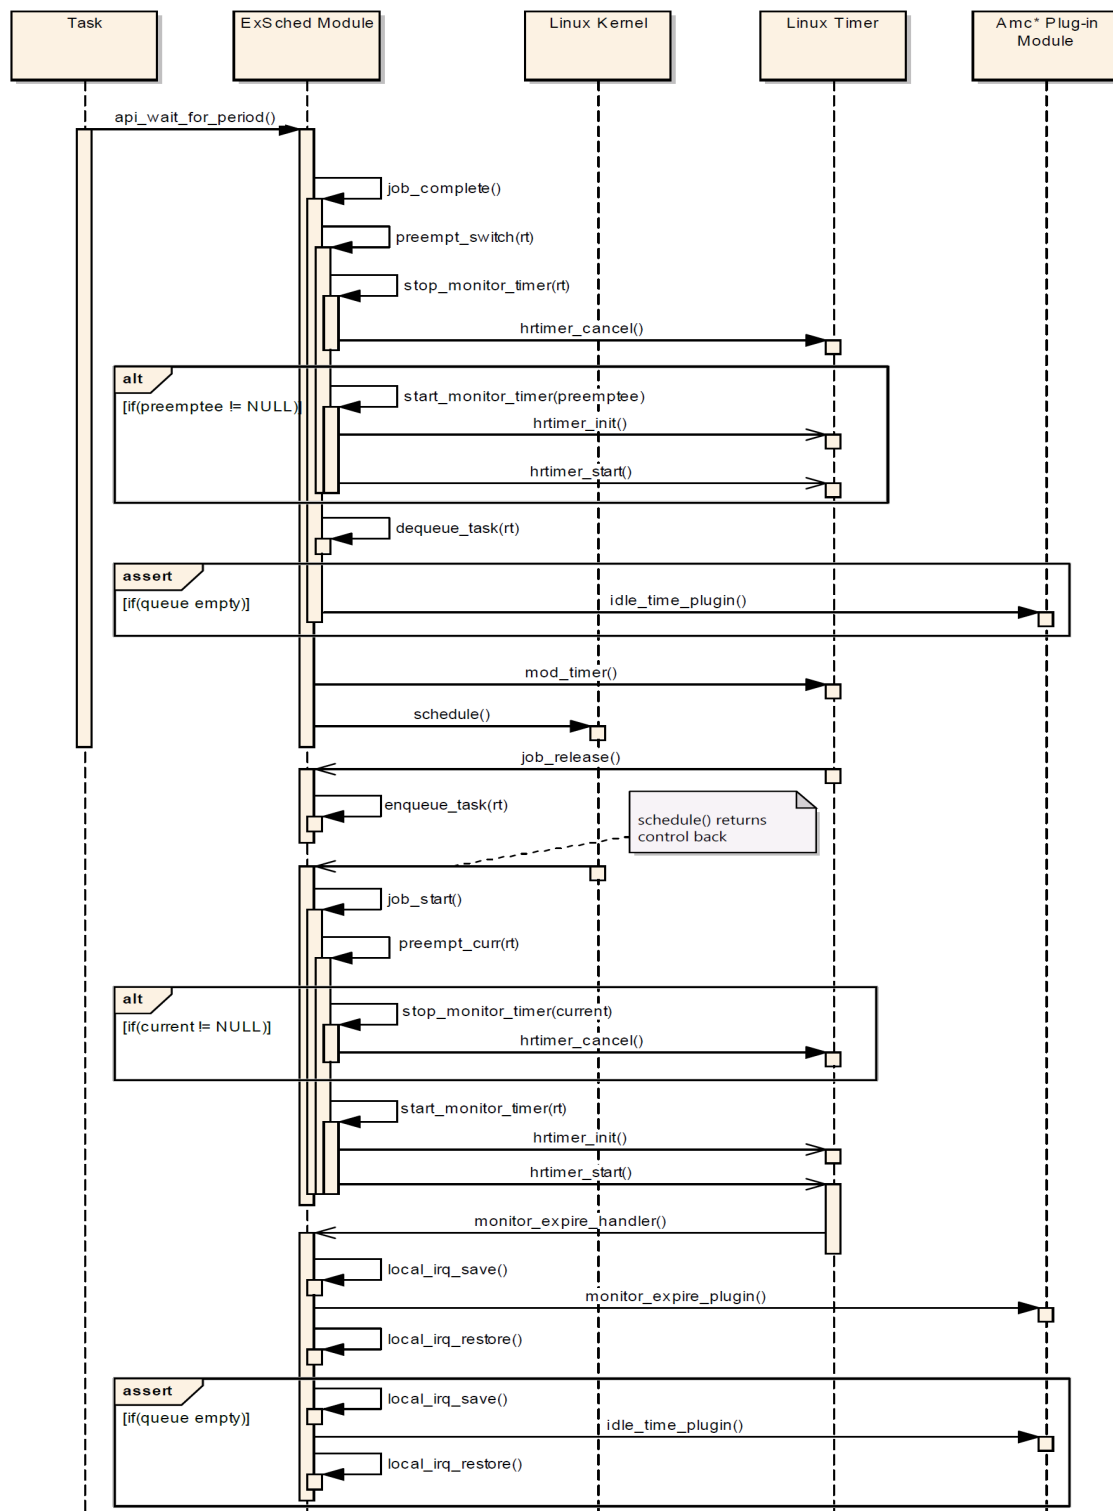 Task
ExSched Module
Linux Kernel
Linux Timer
Amc* Plug-in
Module
api_wait_for_period()
job_complete()
preempt_switch(rt)
stop_monitor_timer(rt)
hrtimer_cancel()
alt
[if(preemptee != NULL)]
start_monitor_timer(preemptee)
hrtimer_init()
hrtimer_start()
dequeue_task(rt)
assert
[if(queue empty)]
idle_time_plugin()
mod_timer()
schedule()
job_release()
enqueue_task(rt)
schedule() returns
control back
job_start()
preempt_curr(rt)
alt
[if(current != NULL)]
stop_monitor_timer(current)
hrtimer_cancel()
start_monitor_timer(rt)
hrtimer_init()
hrtimer_start()
monitor_expire_handler()
local_irq_save()
monitor_expire_plugin()
local_irq_restore()
assert
[if(queue empty)]
local_irq_save()
idle_time_plugin()
local_irq_restore()